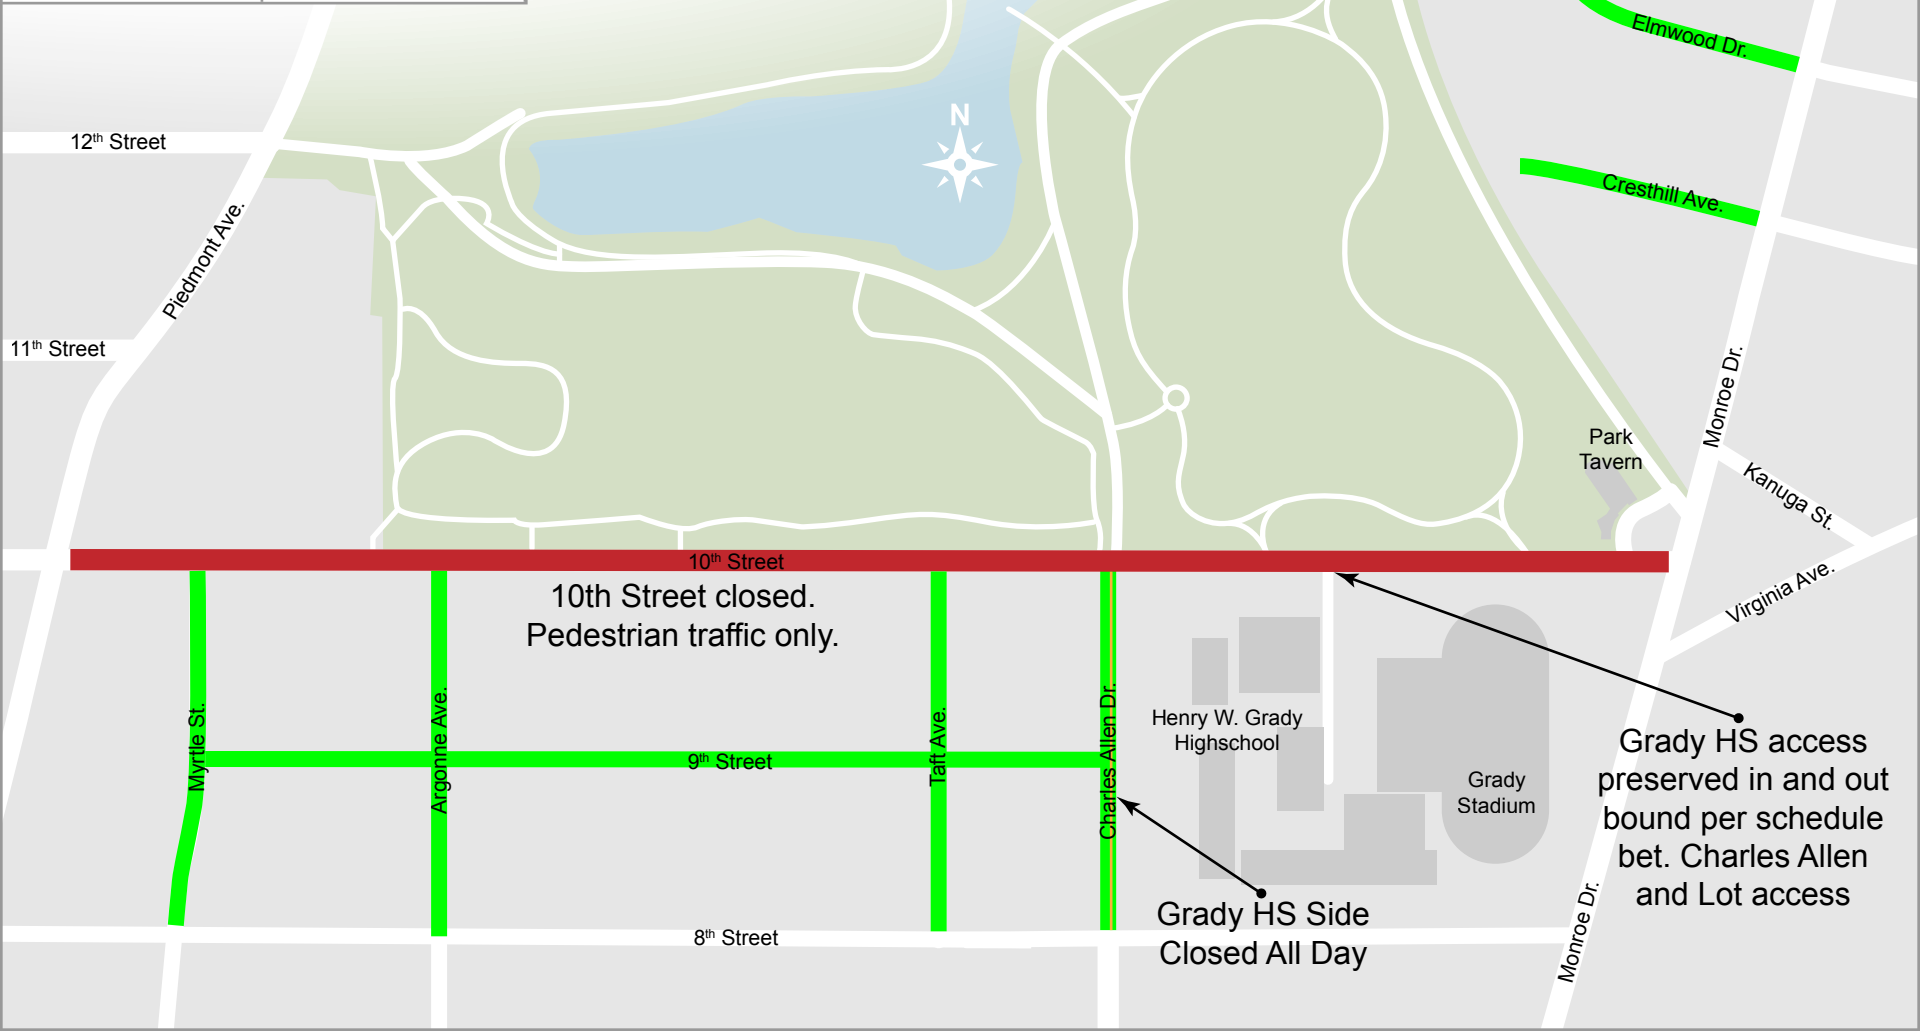 Elmwood Dr.
N
12th Street
Cresthill Ave.
Piedmont Ave.
11th Street
Monroe Dr.
Park
Tavern
Kanuga St.
10th Street
Virginia Ave.
10th Street closed.
Pedestrian traffic only.
Myrtle St.
Argonne Ave.
Taft Ave.
Charles Allen Dr.
9th Street
Henry W. Grady
Highschool
Grady
Stadium
Grady HS access
preserved in and out
bound per schedule
bet. Charles Allen
and Lot access
Grady HS Side
Closed All Day
8th Street
Monroe Dr.